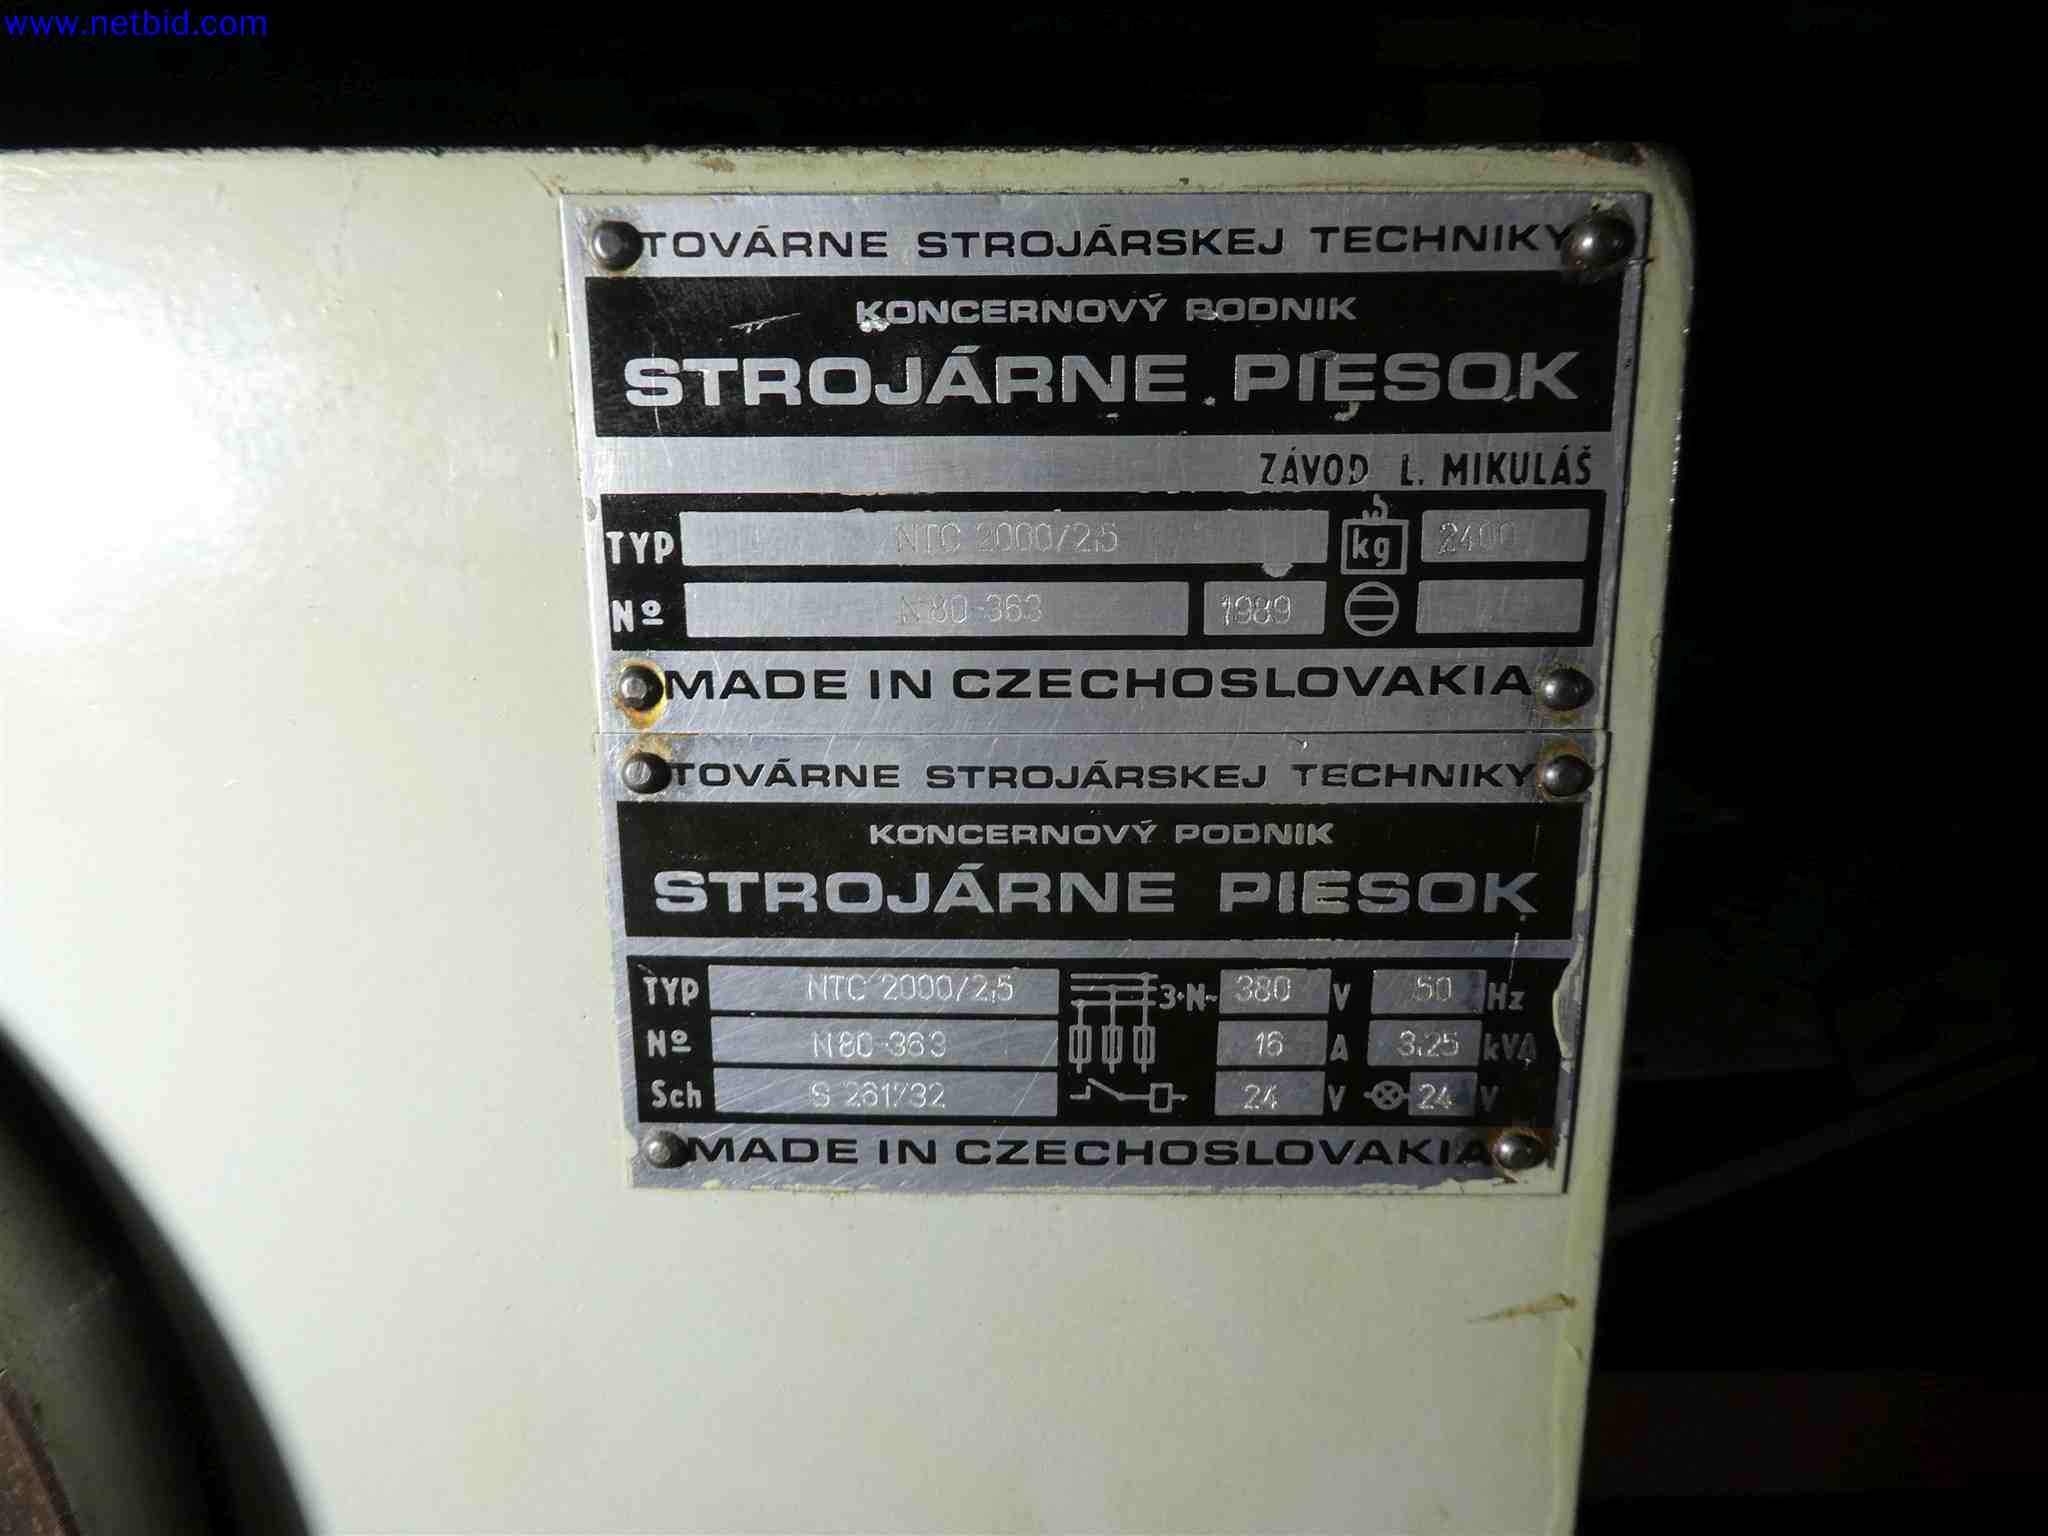 www.netbid.com
TOVÁRNE STROJÁRSKEJ TECHNIKY
KONCERNOVÝ PODNIK
STROJÁRNE PIESOK
ZÁVOD L. MIKULÁŠ
TYP NTC 2000/2,5 kg 2400
Nº N80-363 1989
MADE IN CZECHOSLOVAKIA
TOVÁRNE STROJÁRSKEJ TECHNIKY
KONCERNOVÝ PODNIK
STROJÁRNE PIESOK
TYP NTC 2000/2,5 3+N~ 380 V 50 Hz
Nº N80-363 16 A 3,25 kVA
Sch S 261732 24 V 24 V
MADE IN CZECHOSLOVAKIA